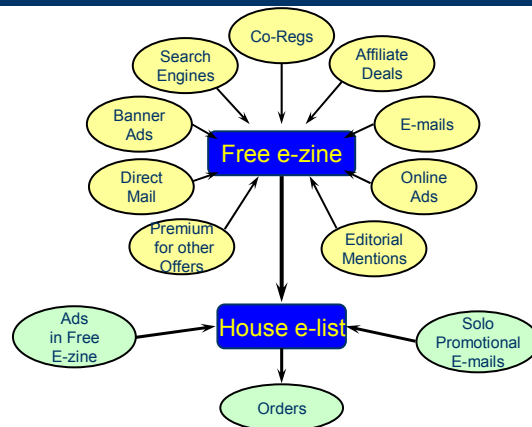 Co-Regs
Search
Engines
Affiliate
Deals
Banner
Ads
E-mails
Free e-zine
Direct
Mail
Online
Ads
Premium
for other
Offers
Editorial
Mentions
Ads
in Free
E-zine
House e-list
Solo
Promotional
E-mails
Orders